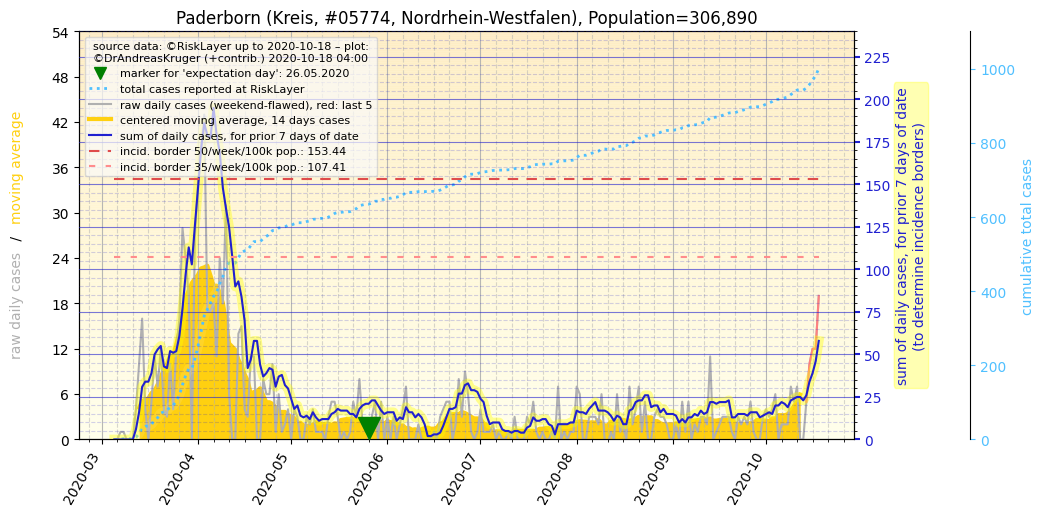 Paderborn (Kreis, #05774, Nordrhein-Westfalen), Population=306,890
source data: ©RiskLayer up to 2020-10-18 – plot:
©DrAndreasKruger (+contrib.) 2020-10-18 04:00
marker for 'expectation day': 26.05.2020
total cases reported at RiskLayer
raw daily cases (weekend-flawed), red: last 5
centered moving average, 14 days cases
sum of daily cases, for prior 7 days of date
incid. border 50/week/100k pop.: 153.44
incid. border 35/week/100k pop.: 107.41
raw daily cases / moving average
54
48
42
36
30
24
18
12
6
0
2020-03
2020-04
2020-05
2020-06
2020-07
2020-08
2020-09
2020-10
225
200
175
150
125
100
75
50
25
0
sum of daily cases, for prior 7 days of date
(to determine incidence borders)
1000
800
600
400
200
0
cumulative total cases